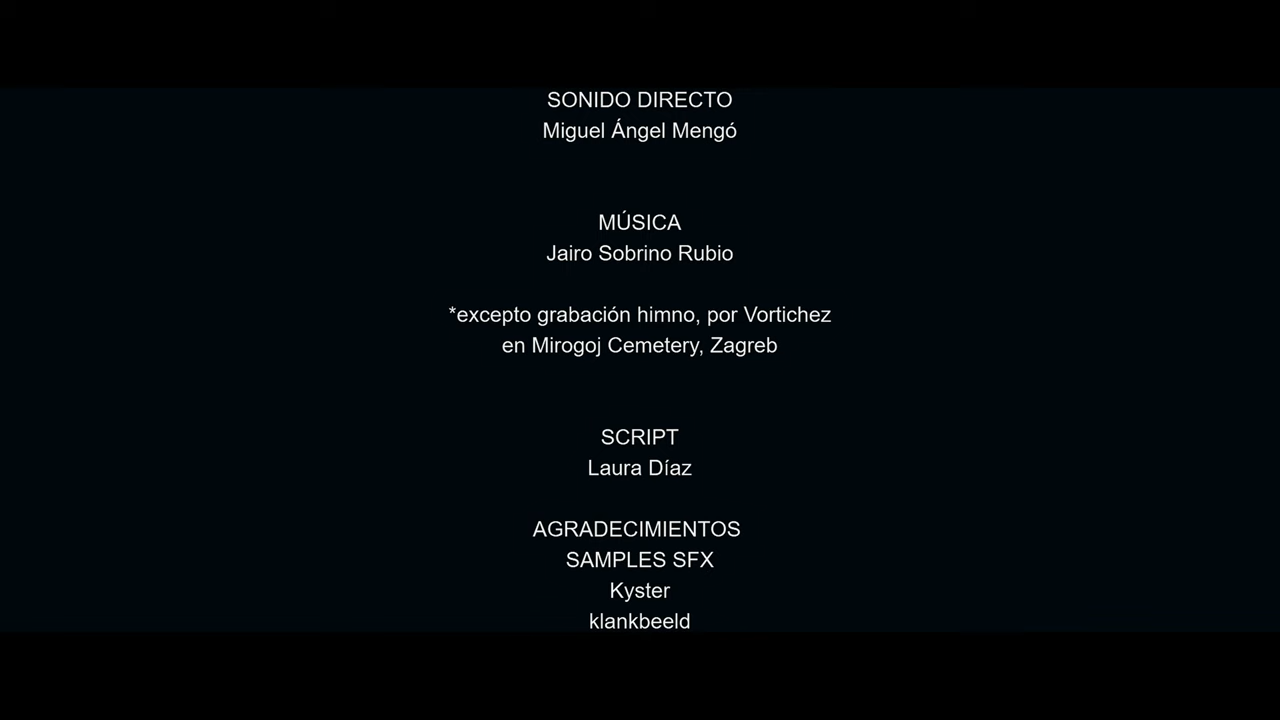 SONIDO DIRECTO
Miguel Ángel Mengó
MÚSICA
Jairo Sobrino Rubio
*excepto grabación himno, por Vortichez
en Mirogoj Cemetery, Zagreb
SCRIPT
Laura Díaz
AGRADECIMIENTOS
SAMPLES SFX
Kyster
klankbeeld